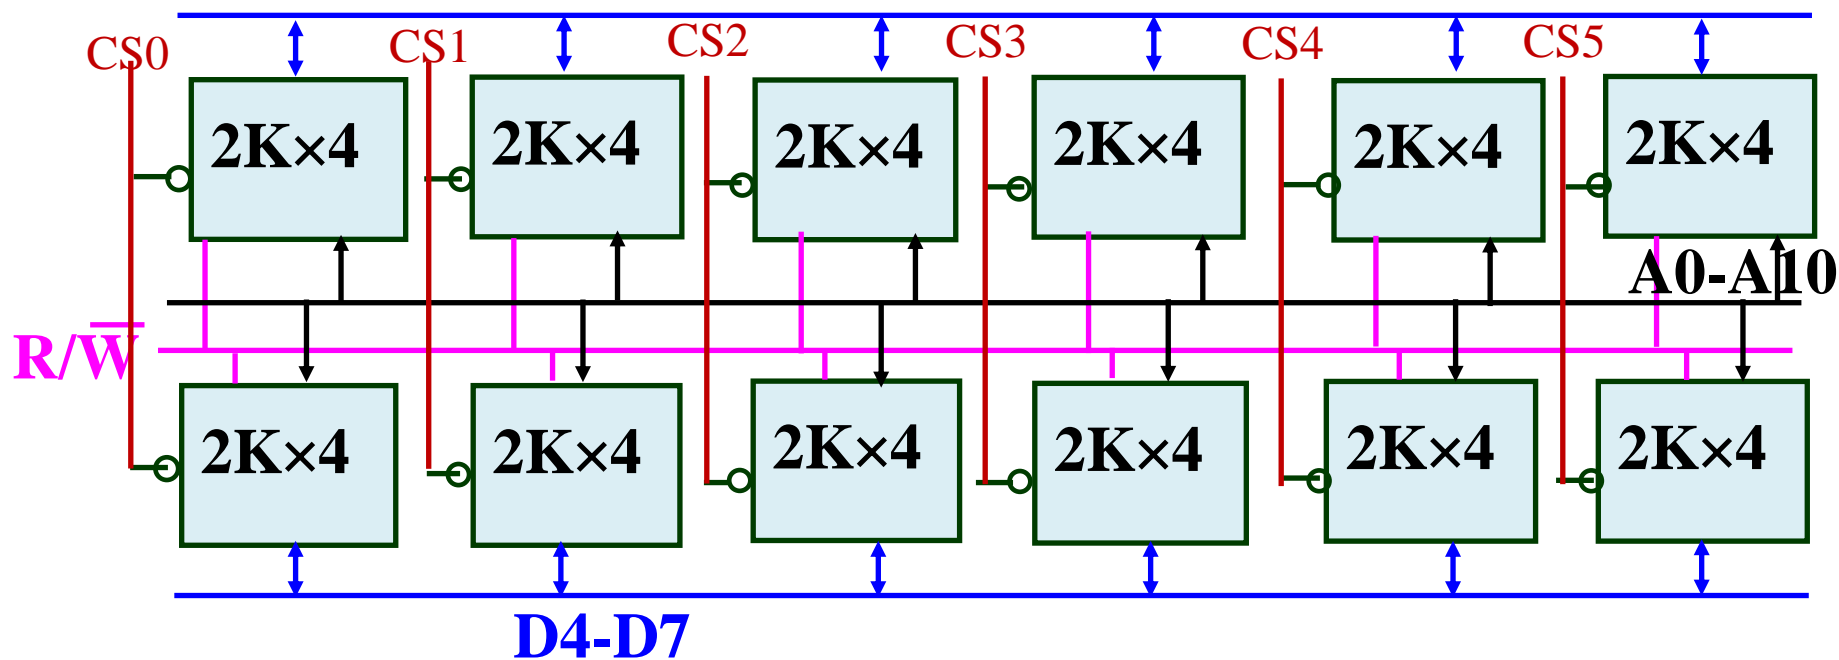 CS0 CS1 CS2 CS3 CS4 CS5
2K×4 2K×4 2K×4 2K×4 2K×4 2K×4
A0-A10
R/W̅
2K×4 2K×4 2K×4 2K×4 2K×4 2K×4
D4-D7